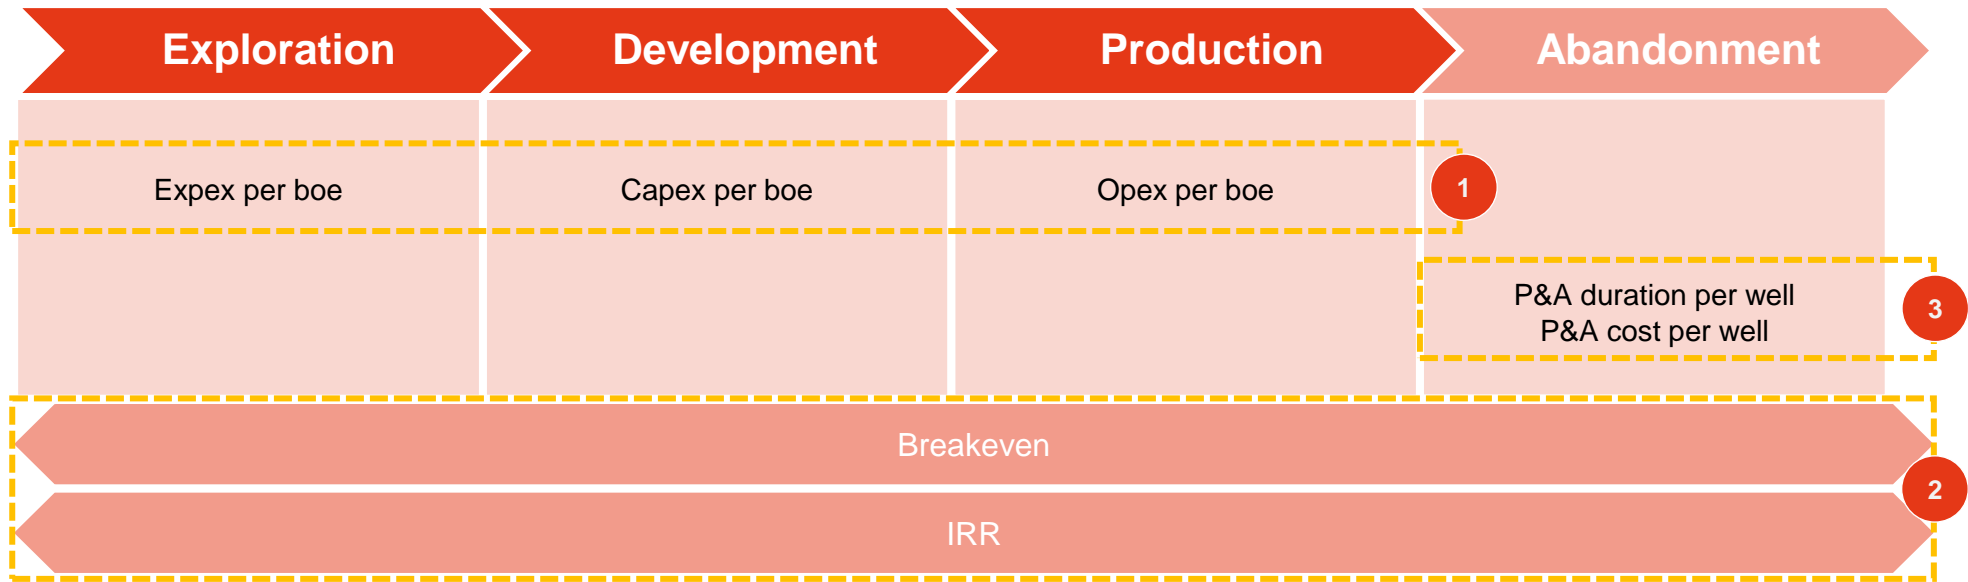 Exploration
Development
Production
Abandonment
Expex per boe
Capex per boe
Opex per boe
1
P&A duration per well
P&A cost per well
3
Breakeven
2
IRR